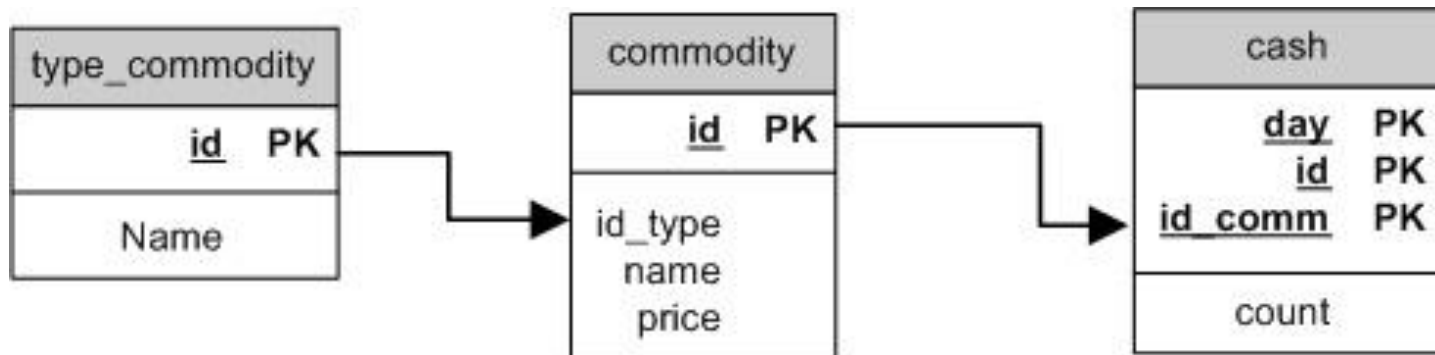 type_commodity
id PK
Name
commodity
id PK
id_type
name
price
cash
day PK
id PK
id_comm PK
count